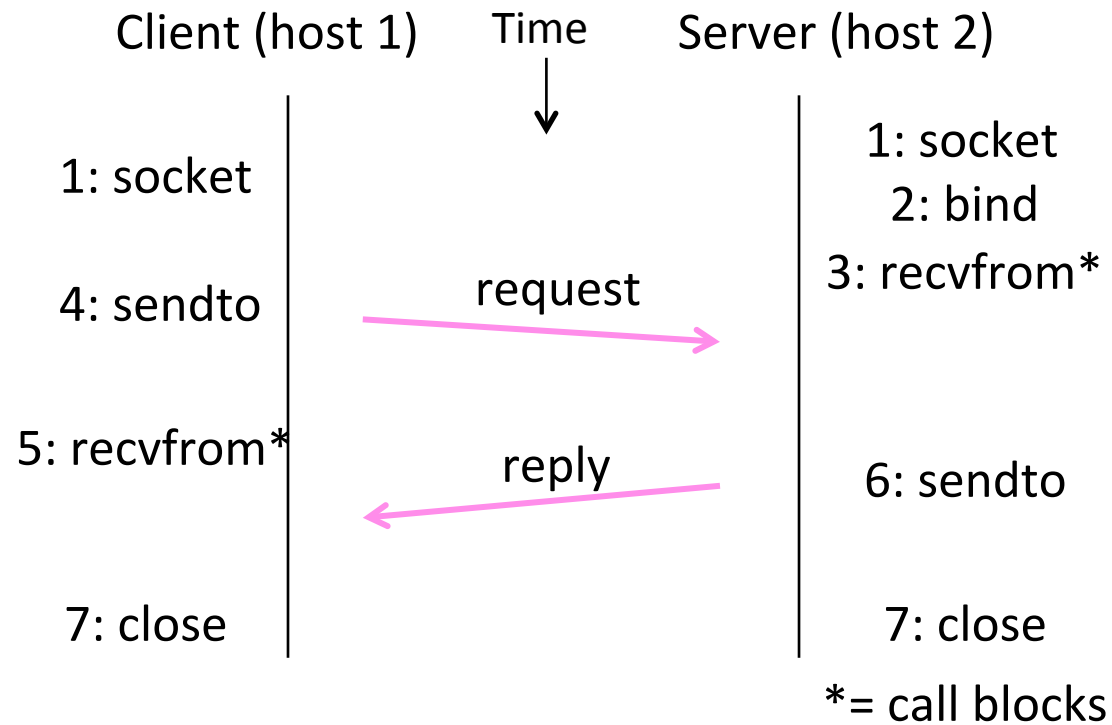 Client (host 1)
Time
Server (host 2)
1: socket
1: socket
2: bind
3: recvfrom*
4: sendto
request
5: recvfrom*
reply
6: sendto
7: close
7: close
*= call blocks